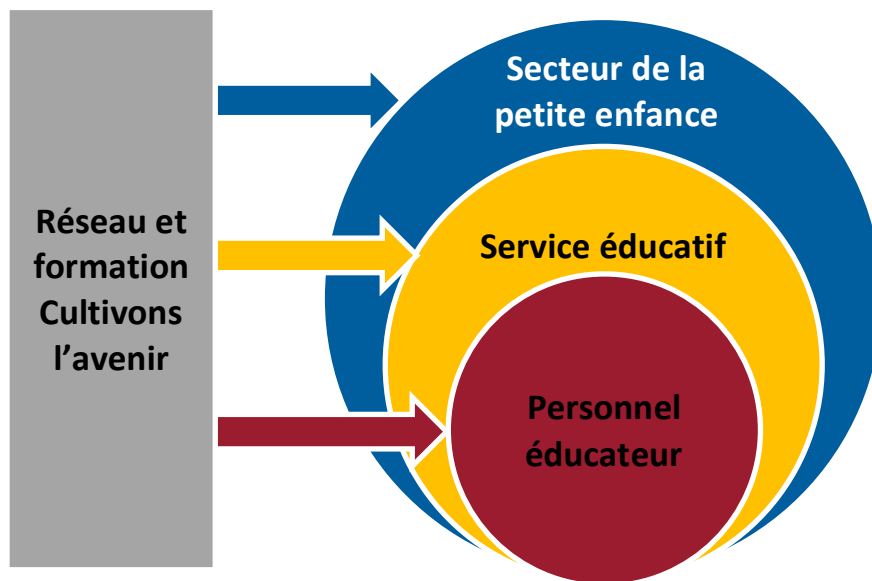 Réseau et
formation
Cultivons
l’avenir
Secteur de la
petite enfance
Service éducatif
Personnel
éducateur